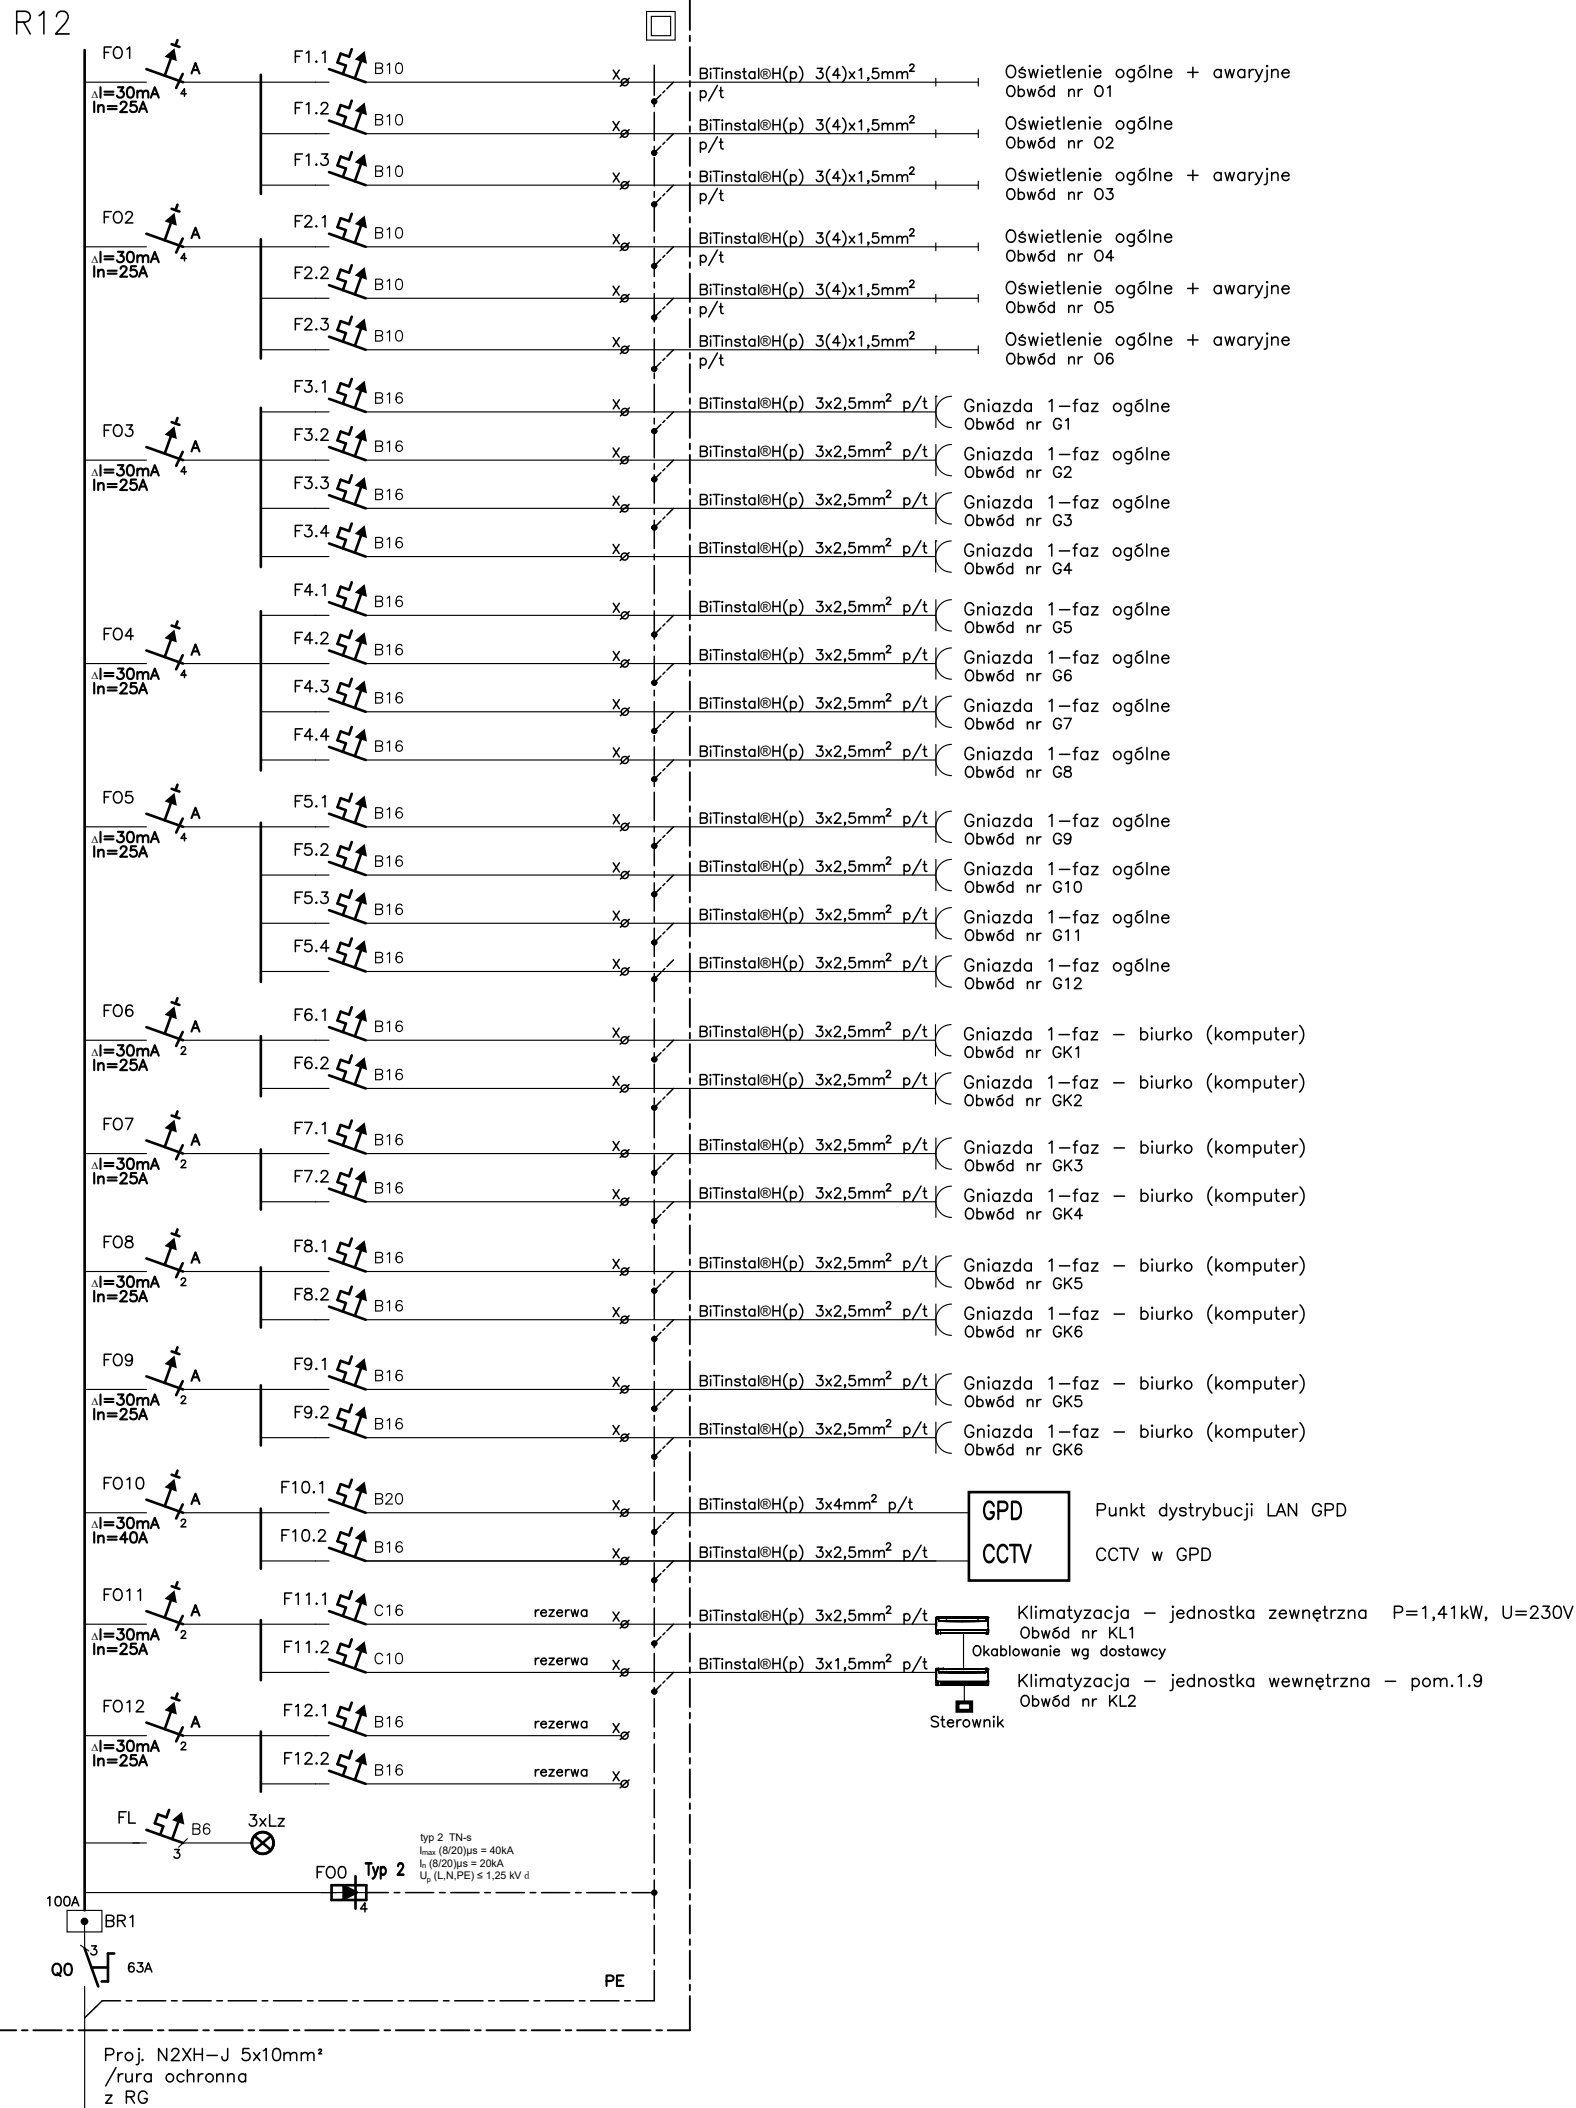 R12
FO1
A
4
ΔI=30mA
In=25A
F1.1
B10
X
BiTinstal®H(p) 3(4)x1,5mm²
p/t
Oświetlenie ogólne + awaryjne
Obwód nr O1
F1.2
B10
X
BiTinstal®H(p) 3(4)x1,5mm²
p/t
Oświetlenie ogólne
Obwód nr O2
F1.3
B10
X
BiTinstal®H(p) 3(4)x1,5mm²
p/t
Oświetlenie ogólne + awaryjne
Obwód nr O3
FO2
A
4
ΔI=30mA
In=25A
F2.1
B10
X
BiTinstal®H(p) 3(4)x1,5mm²
p/t
Oświetlenie ogólne
Obwód nr O4
F2.2
B10
X
BiTinstal®H(p) 3(4)x1,5mm²
p/t
Oświetlenie ogólne + awaryjne
Obwód nr O5
F2.3
B10
X
BiTinstal®H(p) 3(4)x1,5mm²
p/t
Oświetlenie ogólne + awaryjne
Obwód nr O6
FO3
A
4
ΔI=30mA
In=25A
F3.1
B16
X
BiTinstal®H(p) 3x2,5mm² p/t
Gniazda 1-faz ogólne
Obwód nr G1
F3.2
B16
X
BiTinstal®H(p) 3x2,5mm² p/t
Gniazda 1-faz ogólne
Obwód nr G2
F3.3
B16
X
BiTinstal®H(p) 3x2,5mm² p/t
Gniazda 1-faz ogólne
Obwód nr G3
F3.4
B16
X
BiTinstal®H(p) 3x2,5mm² p/t
Gniazda 1-faz ogólne
Obwód nr G4
FO4
A
4
ΔI=30mA
In=25A
F4.1
B16
X
BiTinstal®H(p) 3x2,5mm² p/t
Gniazda 1-faz ogólne
Obwód nr G5
F4.2
B16
X
BiTinstal®H(p) 3x2,5mm² p/t
Gniazda 1-faz ogólne
Obwód nr G6
F4.3
B16
X
BiTinstal®H(p) 3x2,5mm² p/t
Gniazda 1-faz ogólne
Obwód nr G7
F4.4
B16
X
BiTinstal®H(p) 3x2,5mm² p/t
Gniazda 1-faz ogólne
Obwód nr G8
FO5
A
4
ΔI=30mA
In=25A
F5.1
B16
X
BiTinstal®H(p) 3x2,5mm² p/t
Gniazda 1-faz ogólne
Obwód nr G9
F5.2
B16
X
BiTinstal®H(p) 3x2,5mm² p/t
Gniazda 1-faz ogólne
Obwód nr G10
F5.3
B16
X
BiTinstal®H(p) 3x2,5mm² p/t
Gniazda 1-faz ogólne
Obwód nr G11
F5.4
B16
X
BiTinstal®H(p) 3x2,5mm² p/t
Gniazda 1-faz ogólne
Obwód nr G12
FO6
A
2
ΔI=30mA
In=25A
F6.1
B16
X
BiTinstal®H(p) 3x2,5mm² p/t
Gniazda 1-faz - biurko (komputer)
Obwód nr GK1
F6.2
B16
X
BiTinstal®H(p) 3x2,5mm² p/t
Gniazda 1-faz - biurko (komputer)
Obwód nr GK2
FO7
A
2
ΔI=30mA
In=25A
F7.1
B16
X
BiTinstal®H(p) 3x2,5mm² p/t
Gniazda 1-faz - biurko (komputer)
Obwód nr GK3
F7.2
B16
X
BiTinstal®H(p) 3x2,5mm² p/t
Gniazda 1-faz - biurko (komputer)
Obwód nr GK4
FO8
A
2
ΔI=30mA
In=25A
F8.1
B16
X
BiTinstal®H(p) 3x2,5mm² p/t
Gniazda 1-faz - biurko (komputer)
Obwód nr GK5
F8.2
B16
X
BiTinstal®H(p) 3x2,5mm² p/t
Gniazda 1-faz - biurko (komputer)
Obwód nr GK6
FO9
A
2
ΔI=30mA
In=25A
F9.1
B16
X
BiTinstal®H(p) 3x2,5mm² p/t
Gniazda 1-faz - biurko (komputer)
Obwód nr GK5
F9.2
B16
X
BiTinstal®H(p) 3x2,5mm² p/t
Gniazda 1-faz - biurko (komputer)
Obwód nr GK6
FO10
A
2
ΔI=30mA
In=40A
F10.1
B20
X
BiTinstal®H(p) 3x4mm² p/t
GPD
Punkt dystrybucji LAN GPD
F10.2
B16
X
BiTinstal®H(p) 3x2,5mm² p/t
CCTV
CCTV w GPD
FO11
A
2
ΔI=30mA
In=25A
F11.1
C16
rezerwa
X
BiTinstal®H(p) 3x2,5mm² p/t
Klimatyzacja - jednostka zewnętrzna P=1,41kW, U=230V
Obwód nr KL1
Okablowanie wg dostawcy
F11.2
C10
rezerwa
X
BiTinstal®H(p) 3x1,5mm² p/t
Klimatyzacja - jednostka wewnętrzna - pom.1.9
Obwód nr KL2
Sterownik
FO12
A
2
ΔI=30mA
In=25A
F12.1
B16
rezerwa
X
F12.2
B16
rezerwa
X
FL
B6
3
3xLz
FOO
Typ 2
4
typ 2 TN-s
Imax (8/20)µs = 40kA
In (8/20)µs = 20kA
Up (L,N,PE) ≤ 1,25 kV d
100A
BR1
3
QO
63A
PE
Proj. N2XH-J 5x10mm²
/rura ochronna
z RG